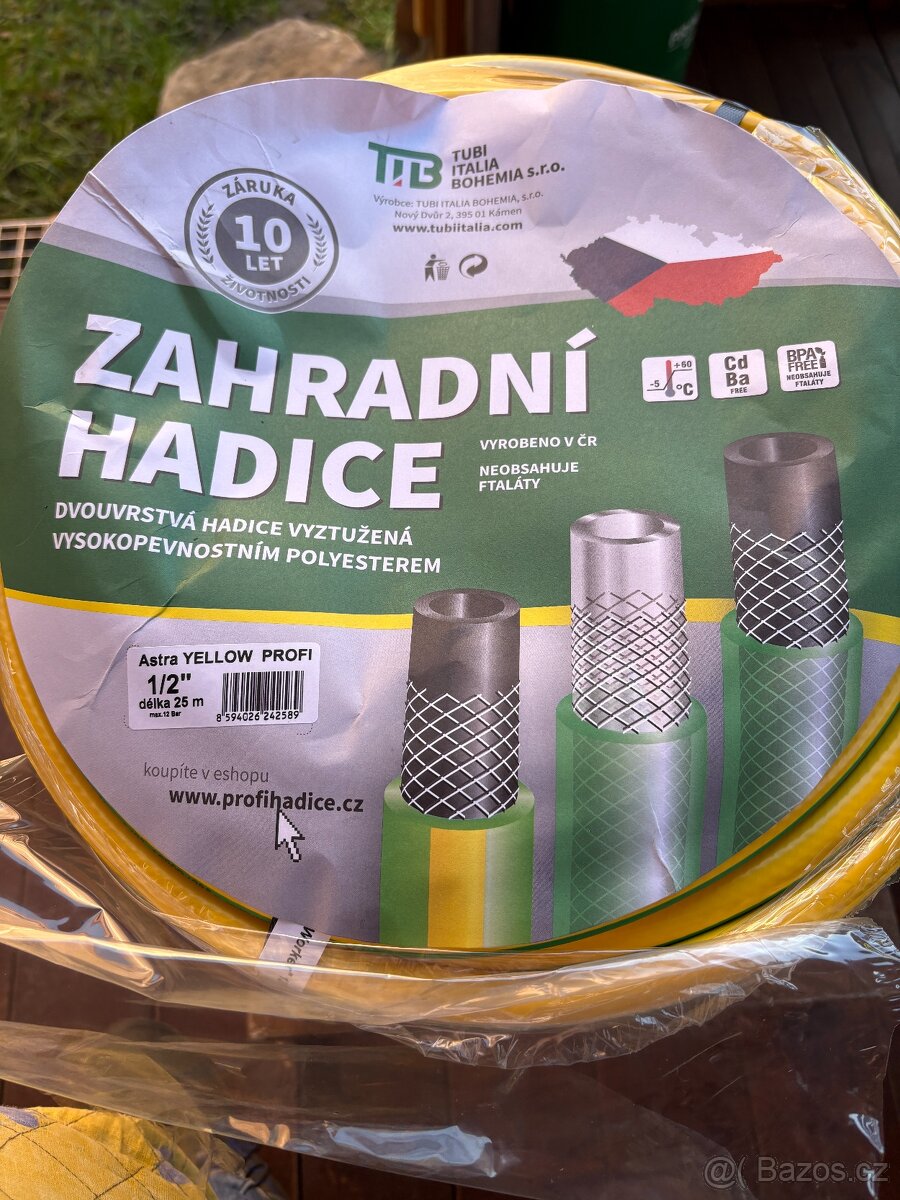 TIB
TUBI
ITALIA
BOHEMIA s.r.o.
Výrobce: TUBI ITALIA BOHEMIA, s.r.o.
Nový Dvůr 2, 395 01 Kámen
www.tubiitalia.com
ZÁRUKA
10
LET
ŽIVOTNOSTI
ZAHRADNÍ
HADICE
-5 +60
°C
Cd
Ba
FREE
BPA
FREE
NEOBSAHUJE
FTALÁTY
VYROBENO V ČR
NEOBSAHUJE
FTALÁTY
DVOUVRSTVÁ HADICE VYZTUŽENÁ
VYSOKOPEVNOSTNÍM POLYESTEREM
Astra YELLOW PROFI
1/2"
délka 25 m
max.12 Bar
8 594026 242589
koupíte v eshopu
www.profihadice.cz
@( Bazos.cz